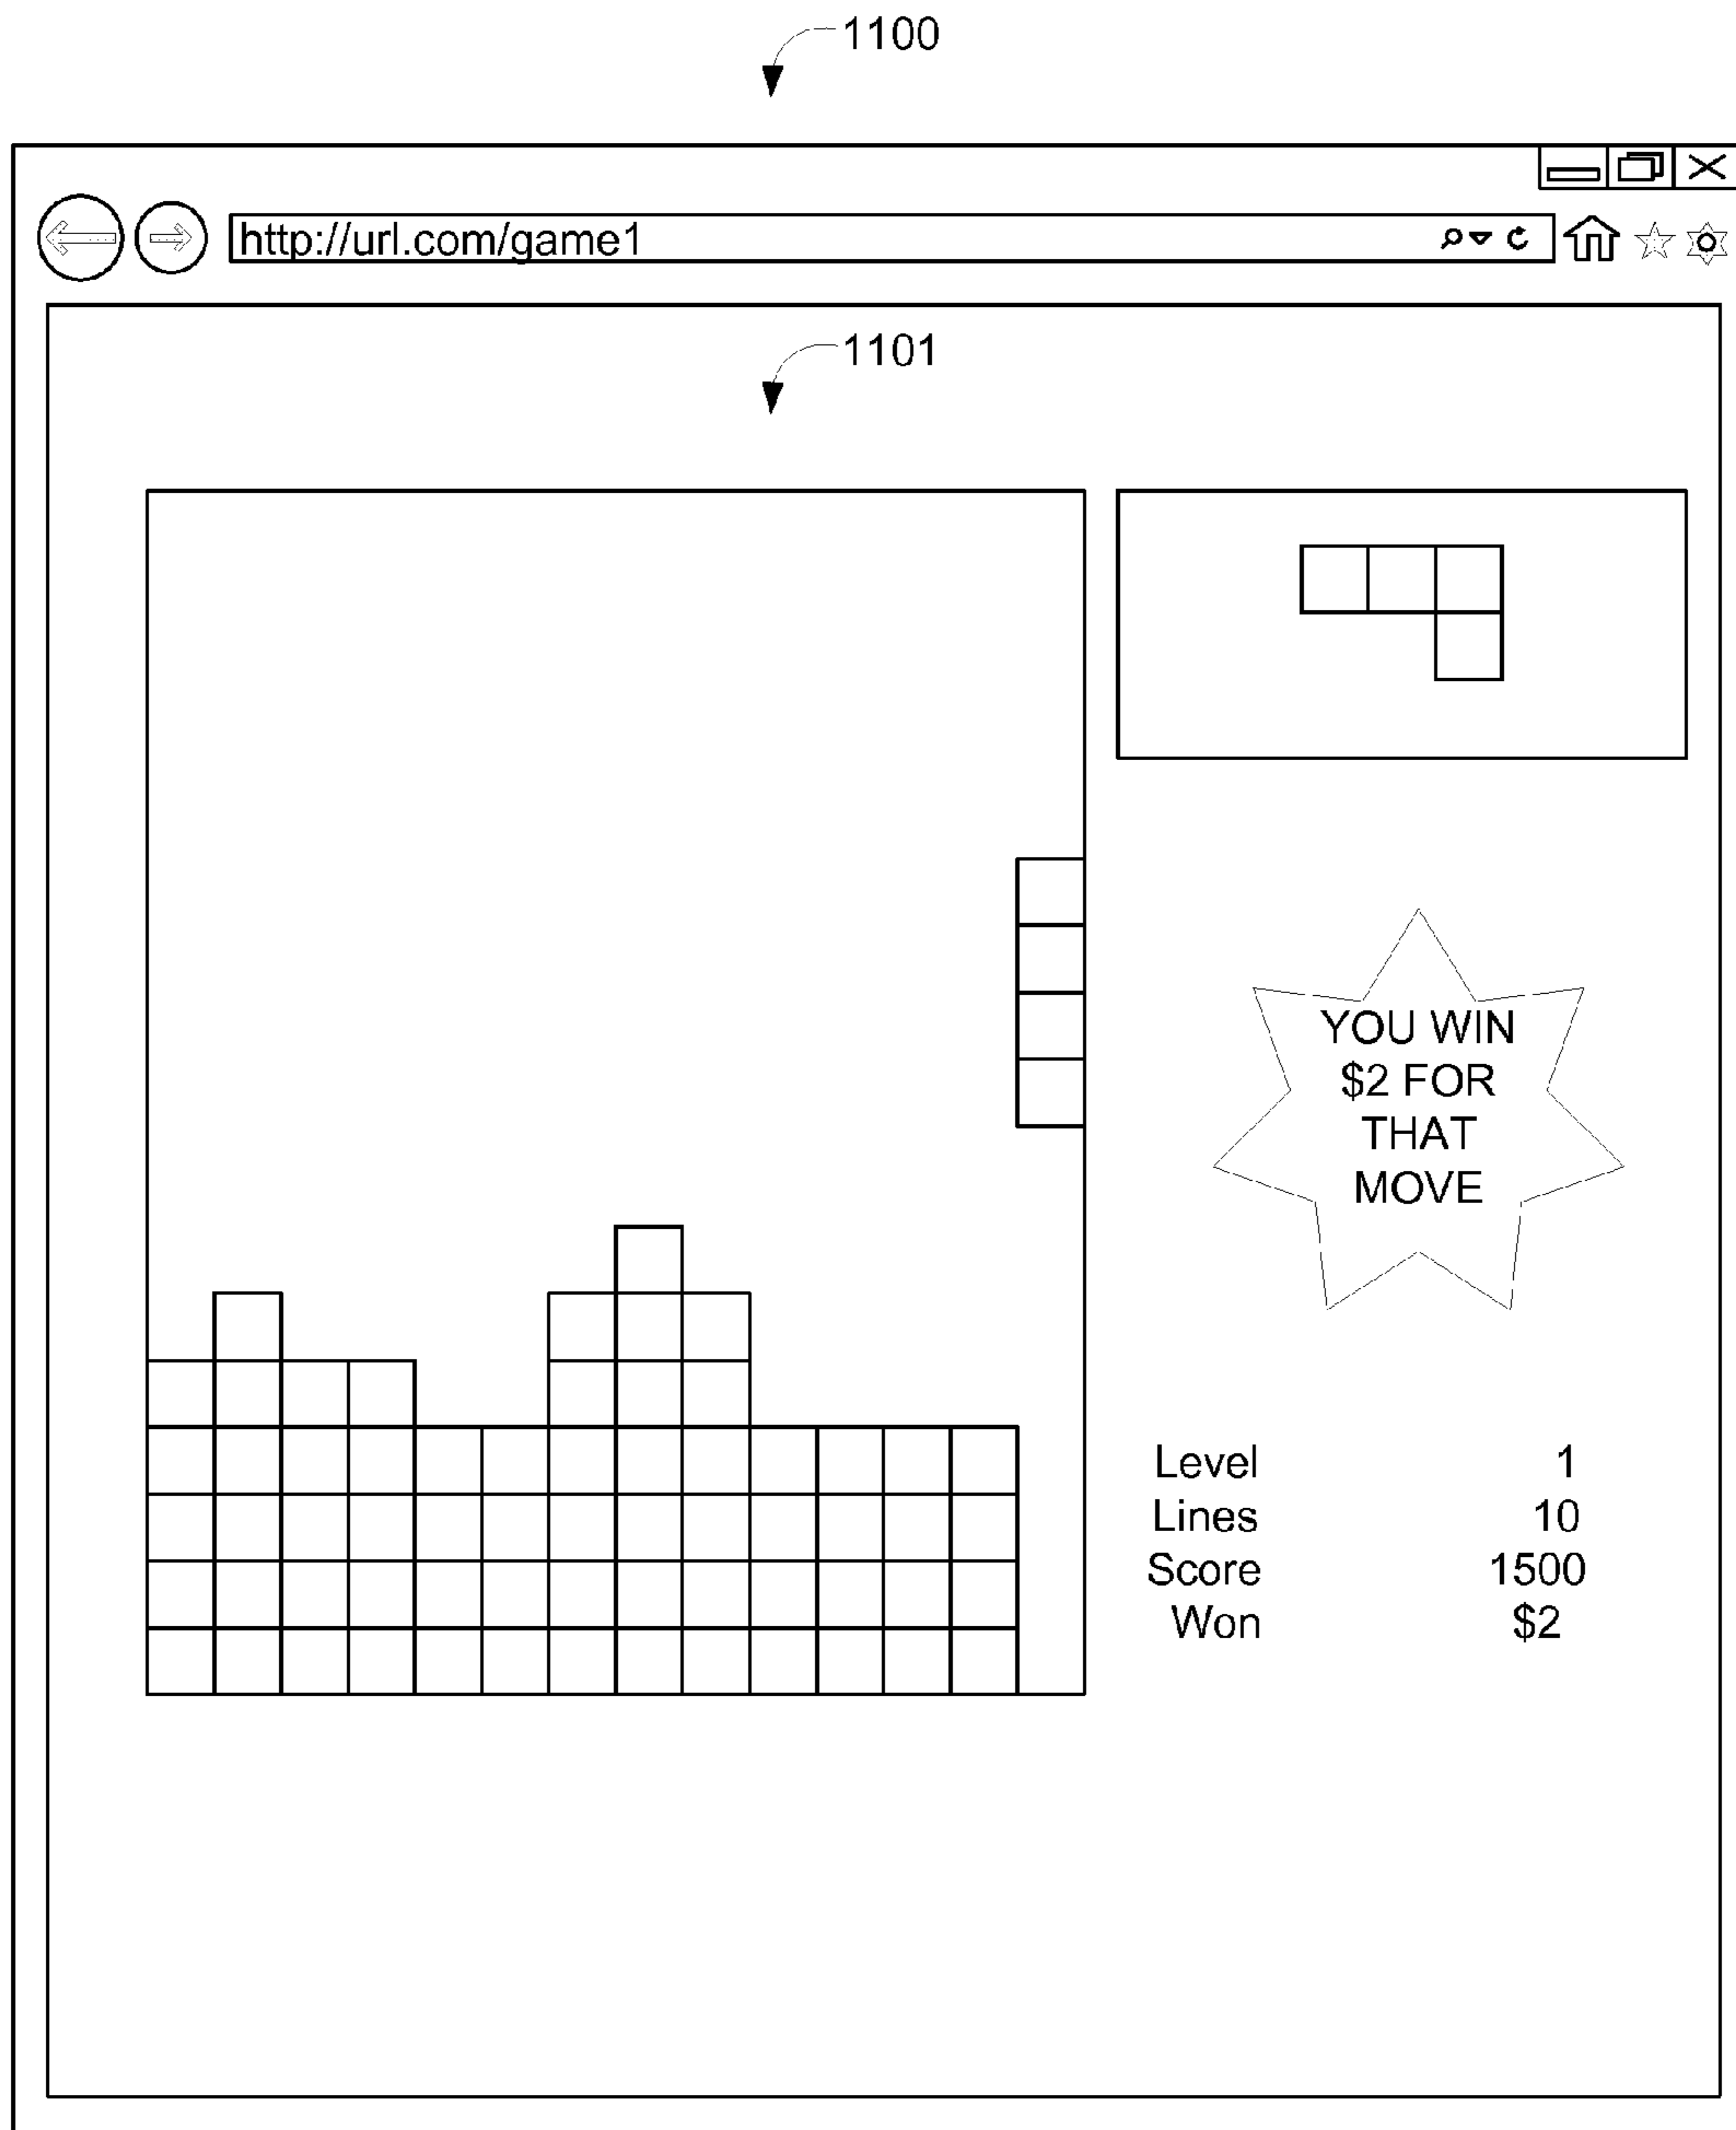 1100
http://url.com/game1
1101
YOU WIN
$2 FOR
THAT
MOVE
Level 1
Lines 10
Score 1500
Won $2